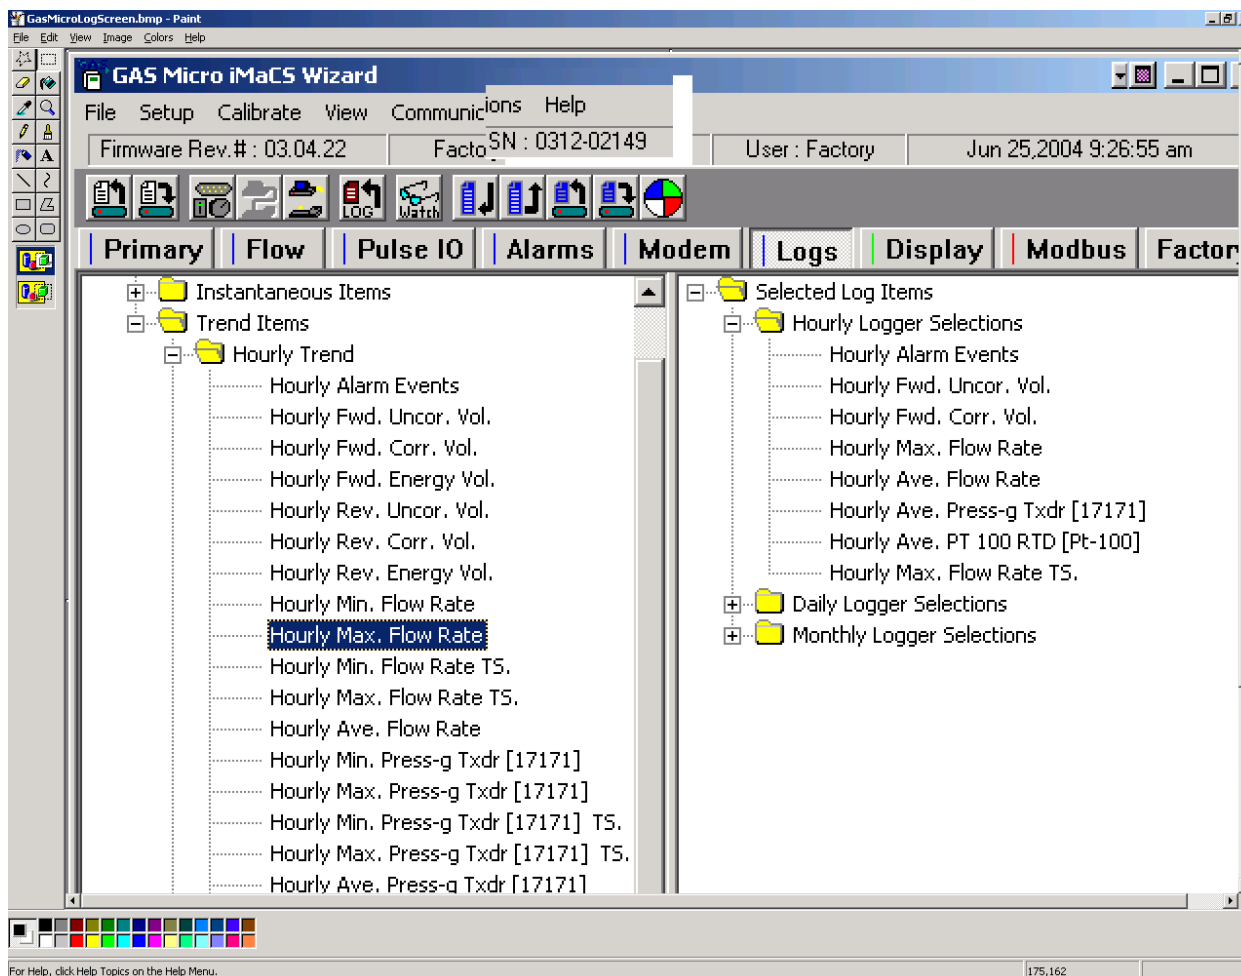 GasMicroLogScreen.bmp - Paint
File Edit View Image Colors Help
GAS Micro iMaCS Wizard
File Setup Calibrate View Communic ions Help
Firmware Rev.# : 03.04.22 Facto SN : 0312-02149 User : Factory Jun 25,2004 9:26:55 am
LOG Watch
Primary Flow Pulse IO Alarms Modem Logs Display Modbus Factory
Instantaneous Items
Trend Items
Hourly Trend
Hourly Alarm Events
Hourly Fwd. Uncor. Vol.
Hourly Fwd. Corr. Vol.
Hourly Fwd. Energy Vol.
Hourly Rev. Uncor. Vol.
Hourly Rev. Corr. Vol.
Hourly Rev. Energy Vol.
Hourly Min. Flow Rate
Hourly Max. Flow Rate
Hourly Min. Flow Rate TS.
Hourly Max. Flow Rate TS.
Hourly Ave. Flow Rate
Hourly Min. Press-g Txdr [17171]
Hourly Max. Press-g Txdr [17171]
Hourly Min. Press-g Txdr [17171] TS.
Hourly Max. Press-g Txdr [17171] TS.
Hourly Ave. Press-g Txdr [17171]
Selected Log Items
Hourly Logger Selections
Hourly Alarm Events
Hourly Fwd. Uncor. Vol.
Hourly Fwd. Corr. Vol.
Hourly Max. Flow Rate
Hourly Ave. Flow Rate
Hourly Ave. Press-g Txdr [17171]
Hourly Ave. PT 100 RTD [Pt-100]
Hourly Max. Flow Rate TS.
Daily Logger Selections
Monthly Logger Selections
For Help, click Help Topics on the Help Menu.
175,162